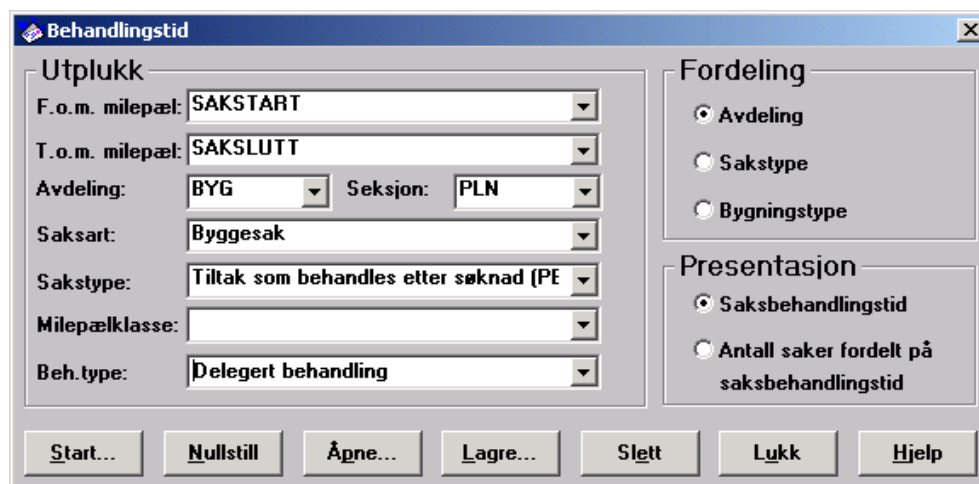 Behandlingstid
Utplukk
F.o.m. milepæl: SAKSTART
T.o.m. milepæl: SAKSLUTT
Avdeling: BYG Seksjon: PLN
Saksart: Byggesak
Sakstype: Tiltak som behandles etter søknad (PE
Milepælklasse:
Beh.type: Delegert behandling
Fordeling
Avdeling
Sakstype
Bygningstype
Presentasjon
Saksbehandlingstid
Antall saker fordelt på
saksbehandlingstid
Start... Nullstill Åpne... Lagre... Slett Lukk Hjelp